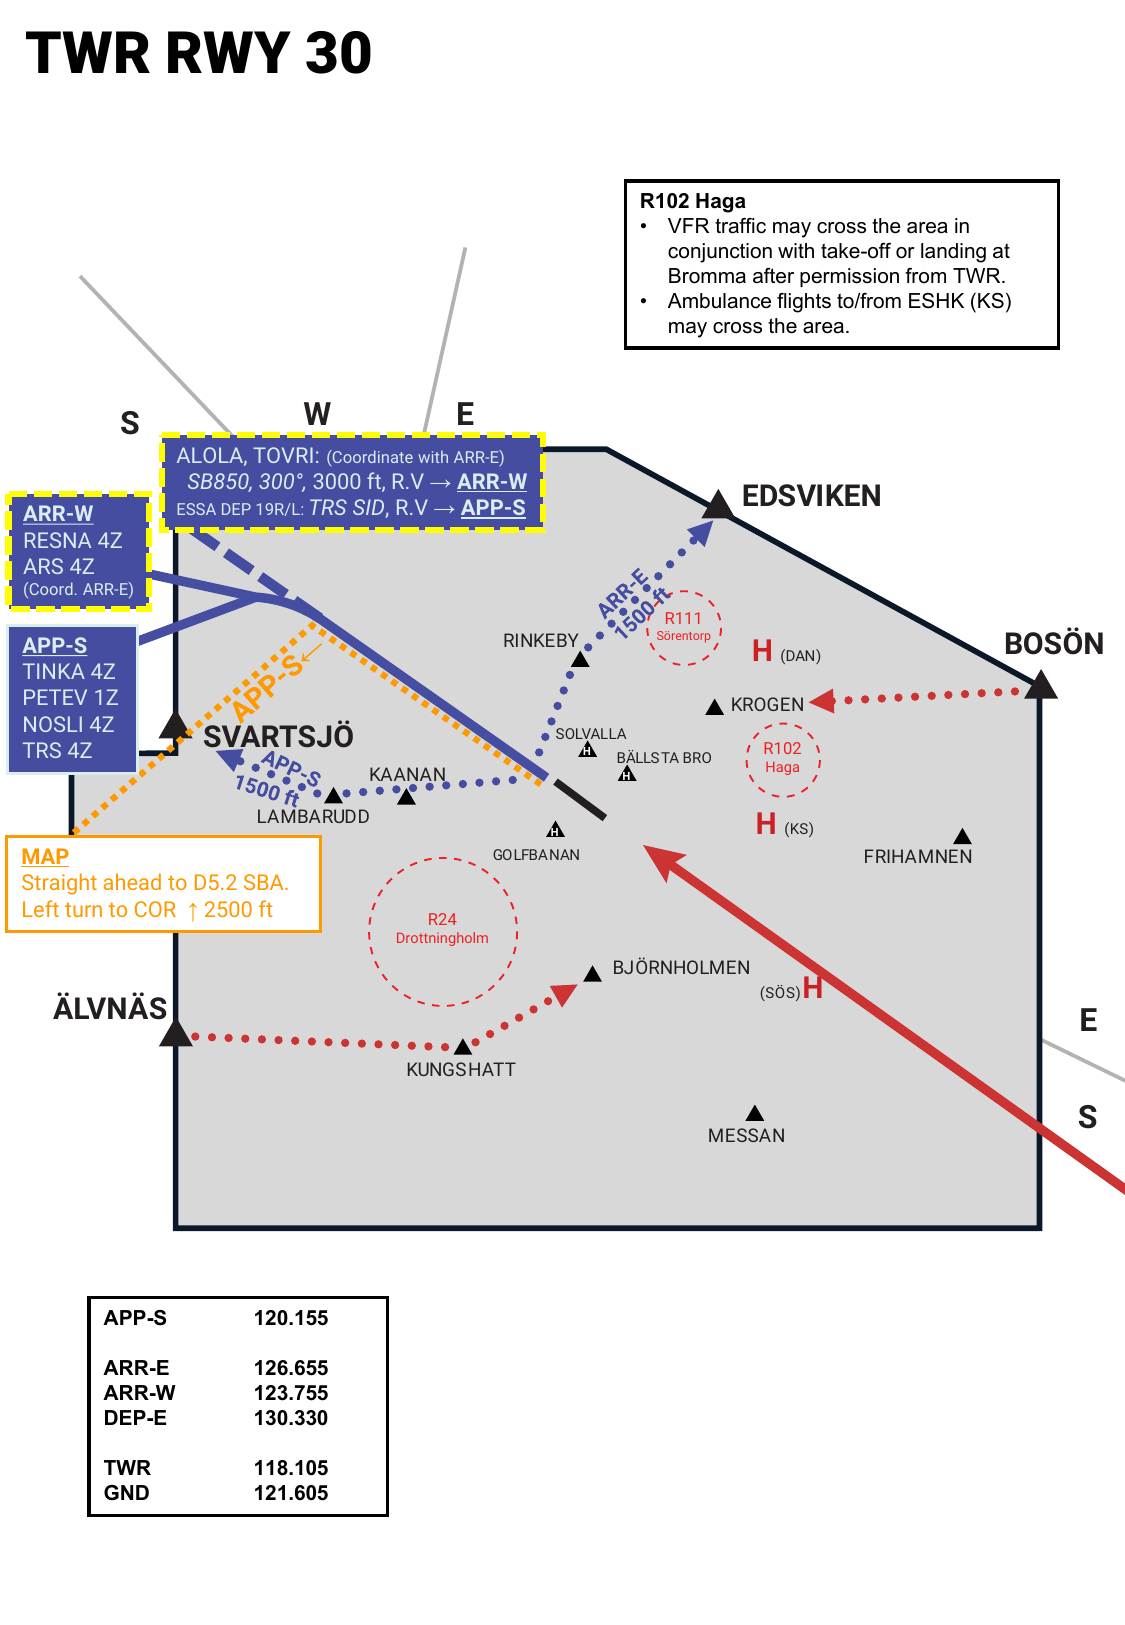 TWR RWY 30
R102 Haga
• VFR traffic may cross the area in
conjunction with take-off or landing at
Bromma after permission from TWR.
• Ambulance flights to/from ESHK (KS)
may cross the area.
S
W
E
ALOLA, TOVRI: (Coordinate with ARR-E)
SB850, 300°, 3000 ft, R.V → ARR-W
ESSA DEP 19R/L: TRS SID, R.V → APP-S
ARR-W
RESNA 4Z
ARS 4Z
(Coord. ARR-E)
APP-S
TINKA 4Z
PETEV 1Z
NOSLI 4Z
TRS 4Z
EDSVIKEN
ARR-E
1500 ft
R111
Sörentorp
RINKEBY
H (DAN)
BOSÖN
APP-S←
KROGEN
SVARTSJÖ
SOLVALLA
H
BÄLLSTA BRO
H
R102
Haga
APP-S
1500 ft
KAANAN
LAMBARUDD
H
GOLFBANAN
H (KS)
FRIHAMNEN
MAP
Straight ahead to D5.2 SBA.
Left turn to COR ↑ 2500 ft
R24
Drottningholm
BJÖRNHOLMEN
(SÖS) H
ÄLVNÄS
E
KUNGSHATT
S
MESSAN
APP-S 120.155
ARR-E 126.655
ARR-W 123.755
DEP-E 130.330
TWR 118.105
GND 121.605